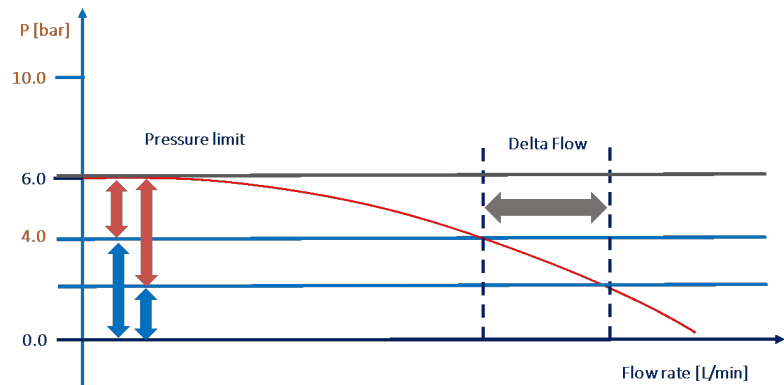 P [bar]
10.0
Pressure limit
Delta Flow
6.0
4.0
0.0
Flow rate [L/min]